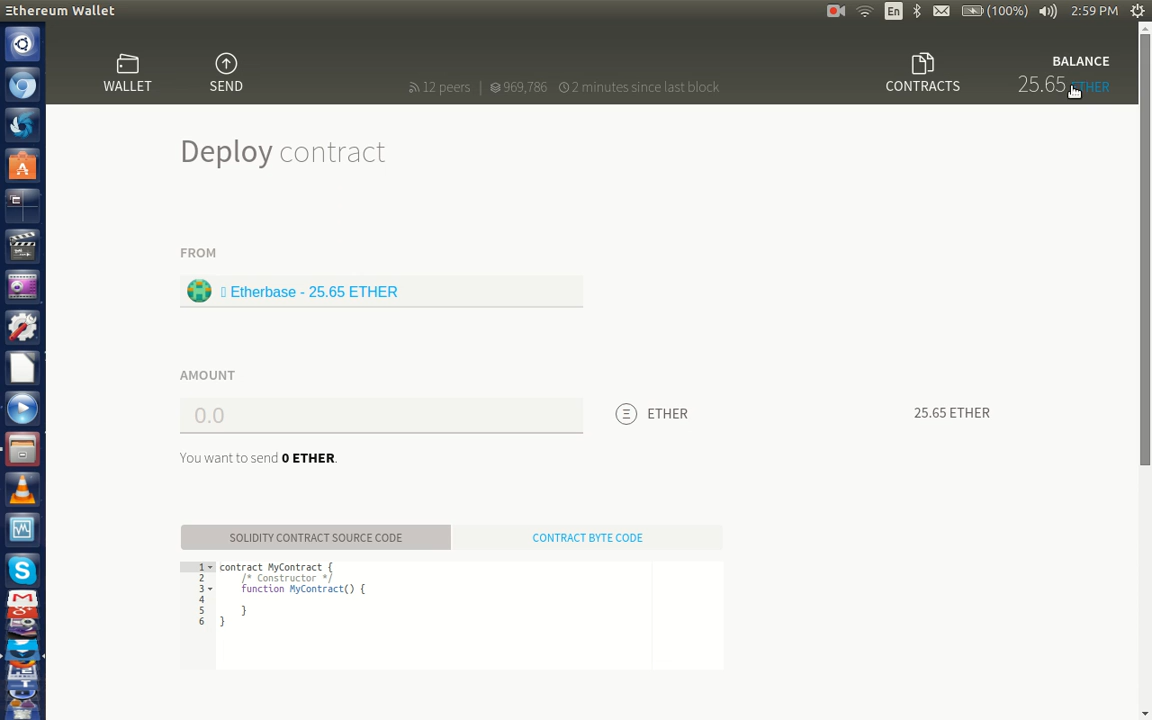 Ξthereum Wallet
En
(100%)
2:59 PM
WALLET
SEND
12 peers | 969,786 2 minutes since last block
CONTRACTS
BALANCE
25.65
Deploy contract
FROM
Etherbase - 25.65 ETHER
AMOUNT
0.0
Ξ ETHER
25.65 ETHER
You want to send 0 ETHER.
SOLIDITY CONTRACT SOURCE CODE
CONTRACT BYTE CODE
1 contract MyContract {
2 /* Constructor */
3 function MyContract() {
4
5 }
6 }